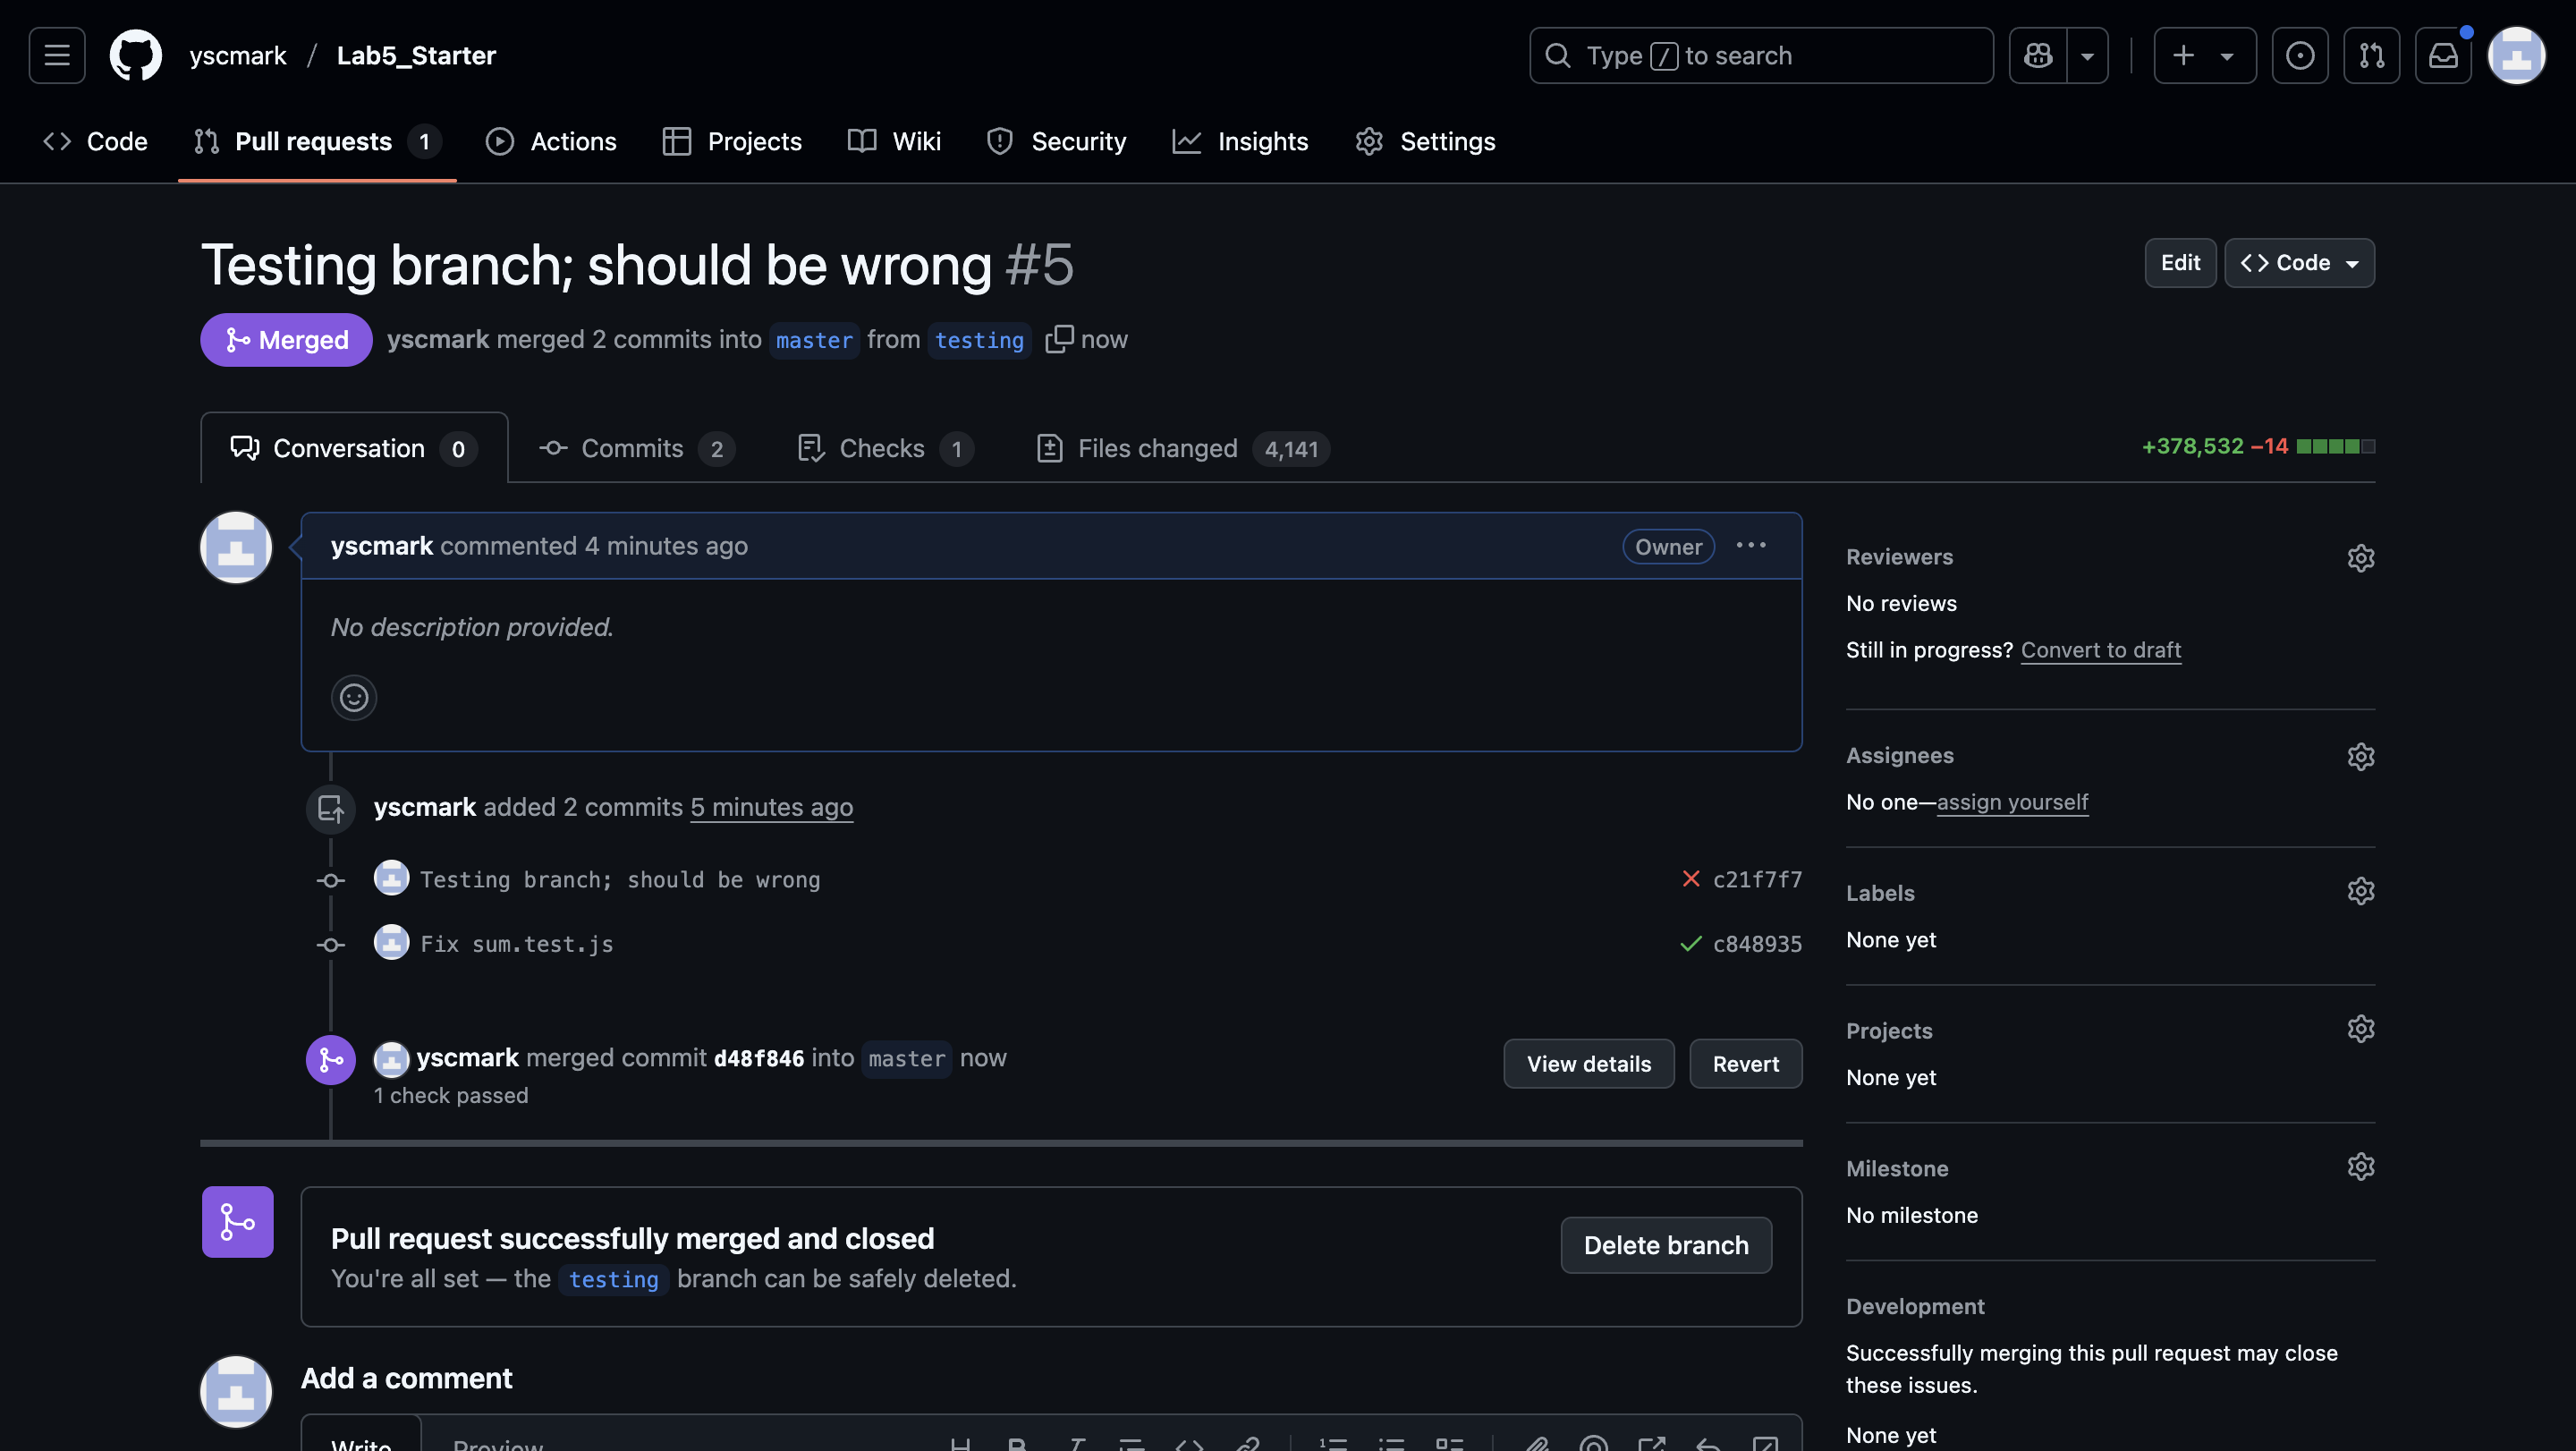 yscmark / Lab5_Starter
Type / to search
Code
Pull requests 1
Actions
Projects
Wiki
Security
Insights
Settings
Testing branch; should be wrong #5
Edit
Code
Merged
yscmark merged 2 commits into master from testing now
Conversation 0
Commits 2
Checks 1
Files changed 4,141
+378,532 −14
yscmark commented 4 minutes ago
Owner
No description provided.
yscmark added 2 commits 5 minutes ago
Testing branch; should be wrong
c21f7f7
Fix sum.test.js
c848935
yscmark merged commit d48f846 into master now
1 check passed
View details
Revert
Pull request successfully merged and closed
You're all set — the testing branch can be safely deleted.
Delete branch
Add a comment
Write
Preview
Reviewers
No reviews
Still in progress? Convert to draft
Assignees
No one—assign yourself
Labels
None yet
Projects
None yet
Milestone
No milestone
Development
Successfully merging this pull request may close
these issues.
None yet